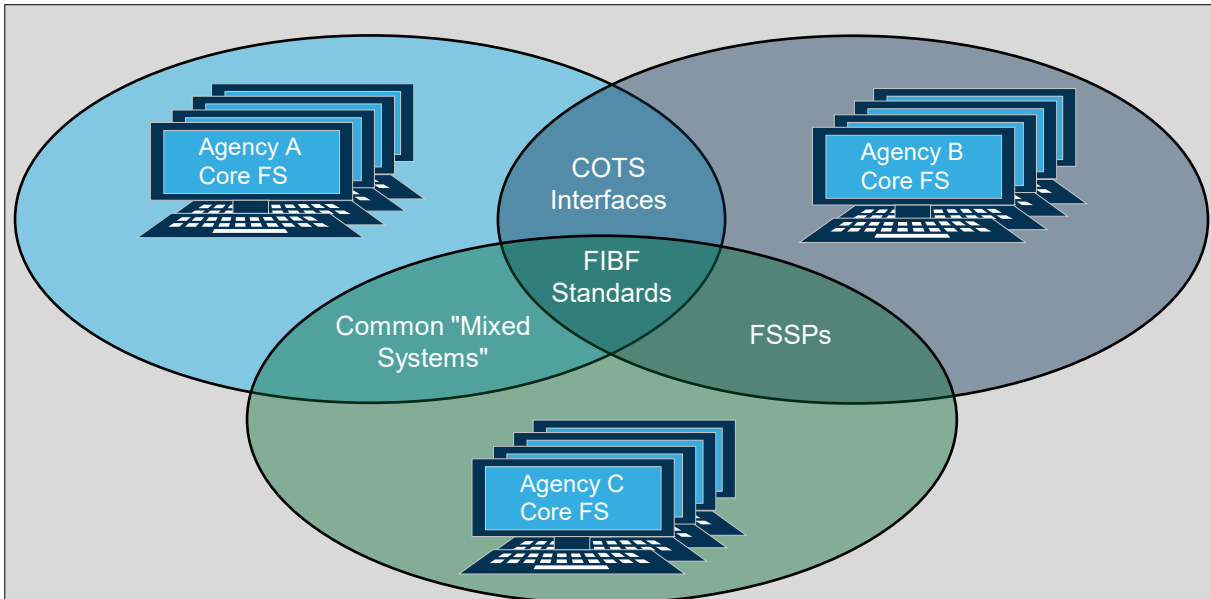 Agency A
Core FS
COTS
Interfaces
Agency B
Core FS
FIBF
Standards
Common "Mixed
Systems"
FSSPs
Agency C
Core FS